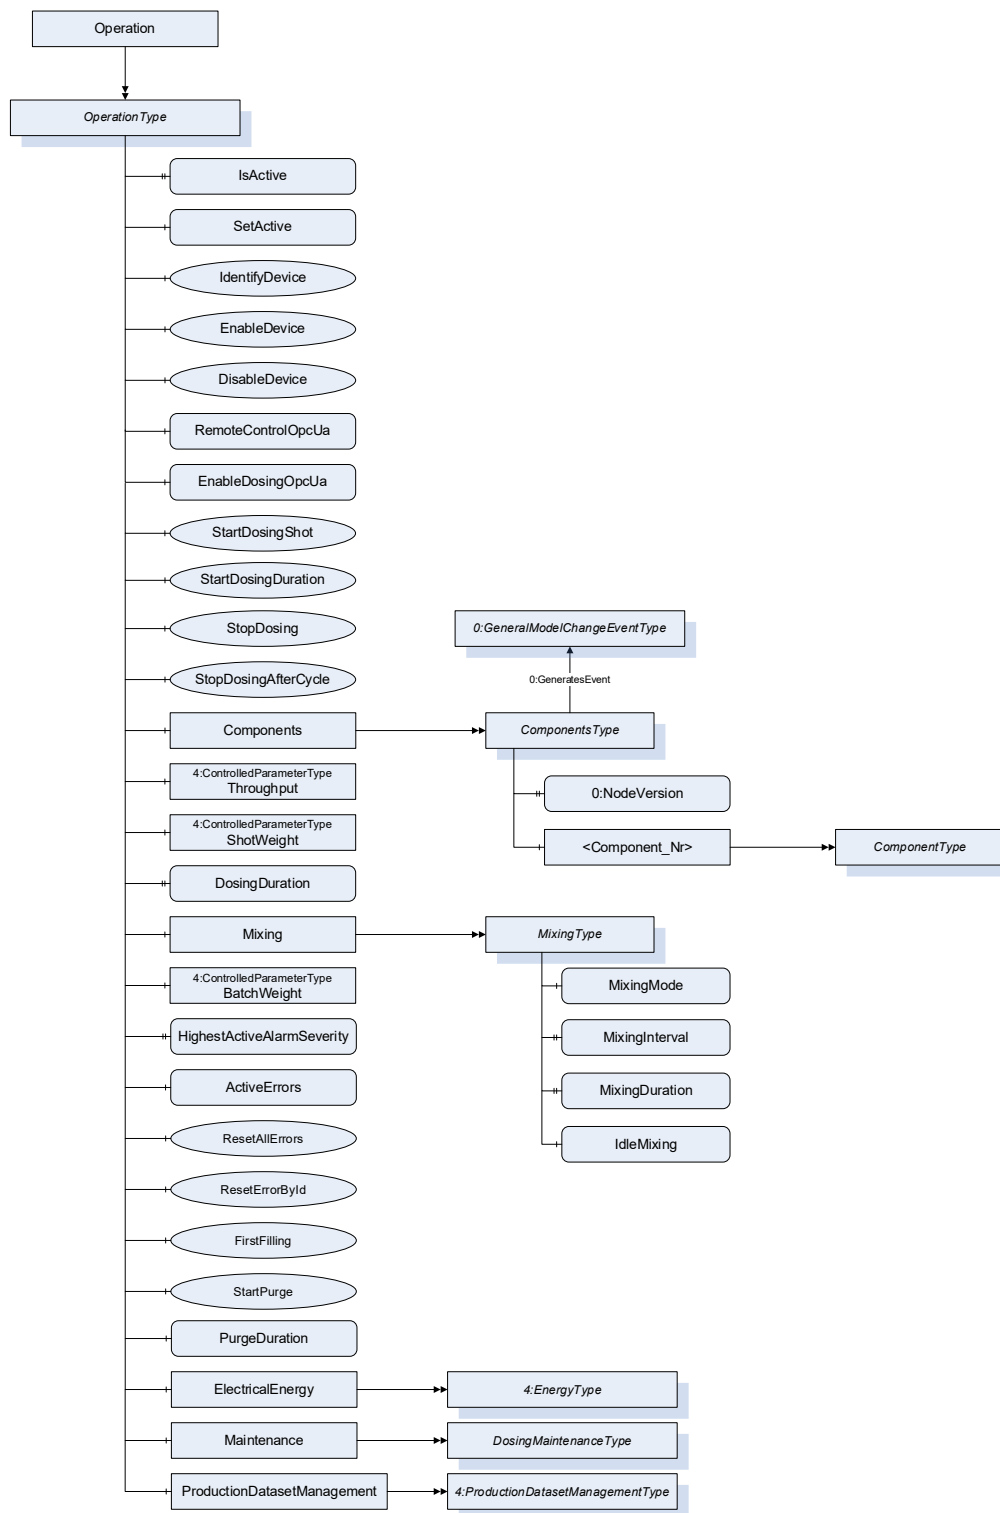 Operation
OperationType
IsActive
SetActive
IdentifyDevice
EnableDevice
DisableDevice
RemoteControlOpcUa
EnableDosingOpcUa
StartDosingShot
StartDosingDuration
StopDosing
0:GeneralModelChangeEventType
StopDosingAfterCycle
0:GeneratesEvent
Components
ComponentsType
4:ControlledParameterType
Throughput
0:NodeVersion
4:ControlledParameterType
ShotWeight
<Component_Nr>
ComponentType
DosingDuration
Mixing
MixingType
4:ControlledParameterType
BatchWeight
MixingMode
HighestActiveAlarmSeverity
MixingInterval
ActiveErrors
MixingDuration
ResetAllErrors
IdleMixing
ResetErrorById
FirstFilling
StartPurge
PurgeDuration
ElectricalEnergy
4:EnergyType
Maintenance
DosingMaintenanceType
ProductionDatasetManagement
4:ProductionDatasetManagementType